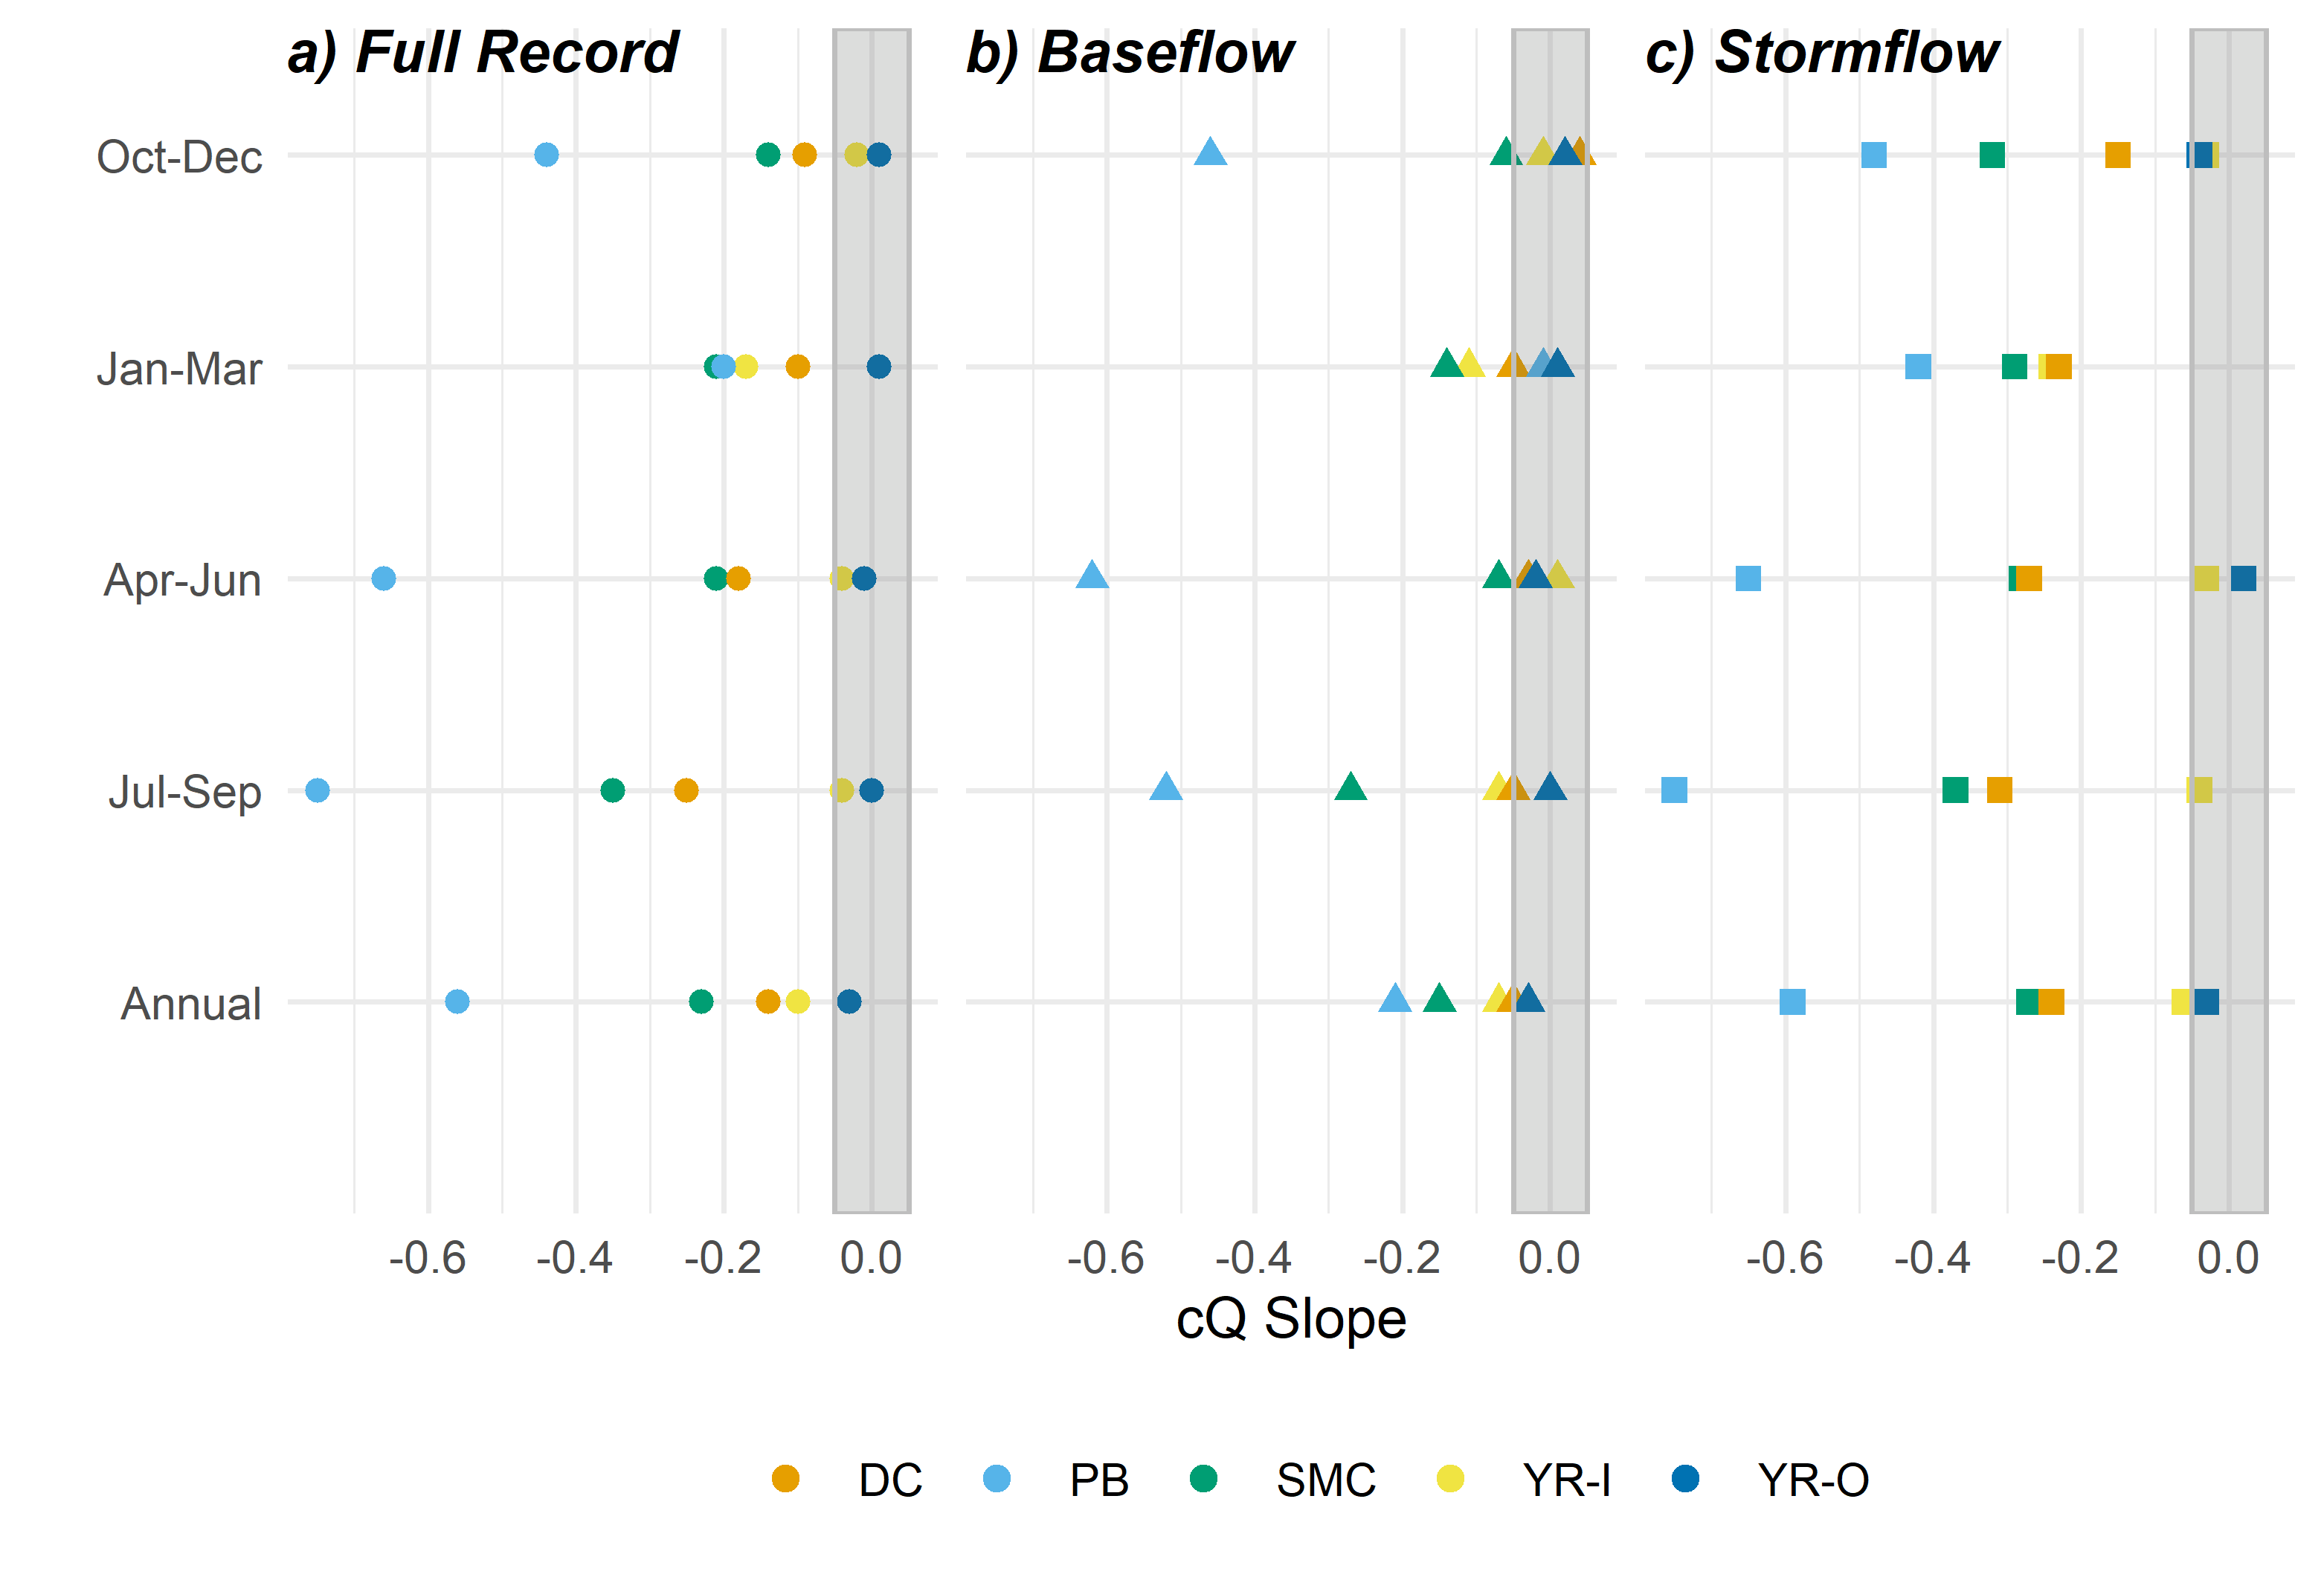 a) Full Record
b) Baseflow
c) Stormflow
Oct-Dec
Jan-Mar
Apr-Jun
Jul-Sep
Annual
-0.6 -0.4 -0.2 0.0 -0.6 -0.4 -0.2 0.0 -0.6 -0.4 -0.2 0.0
cQ Slope
DC PB SMC YR-I YR-O